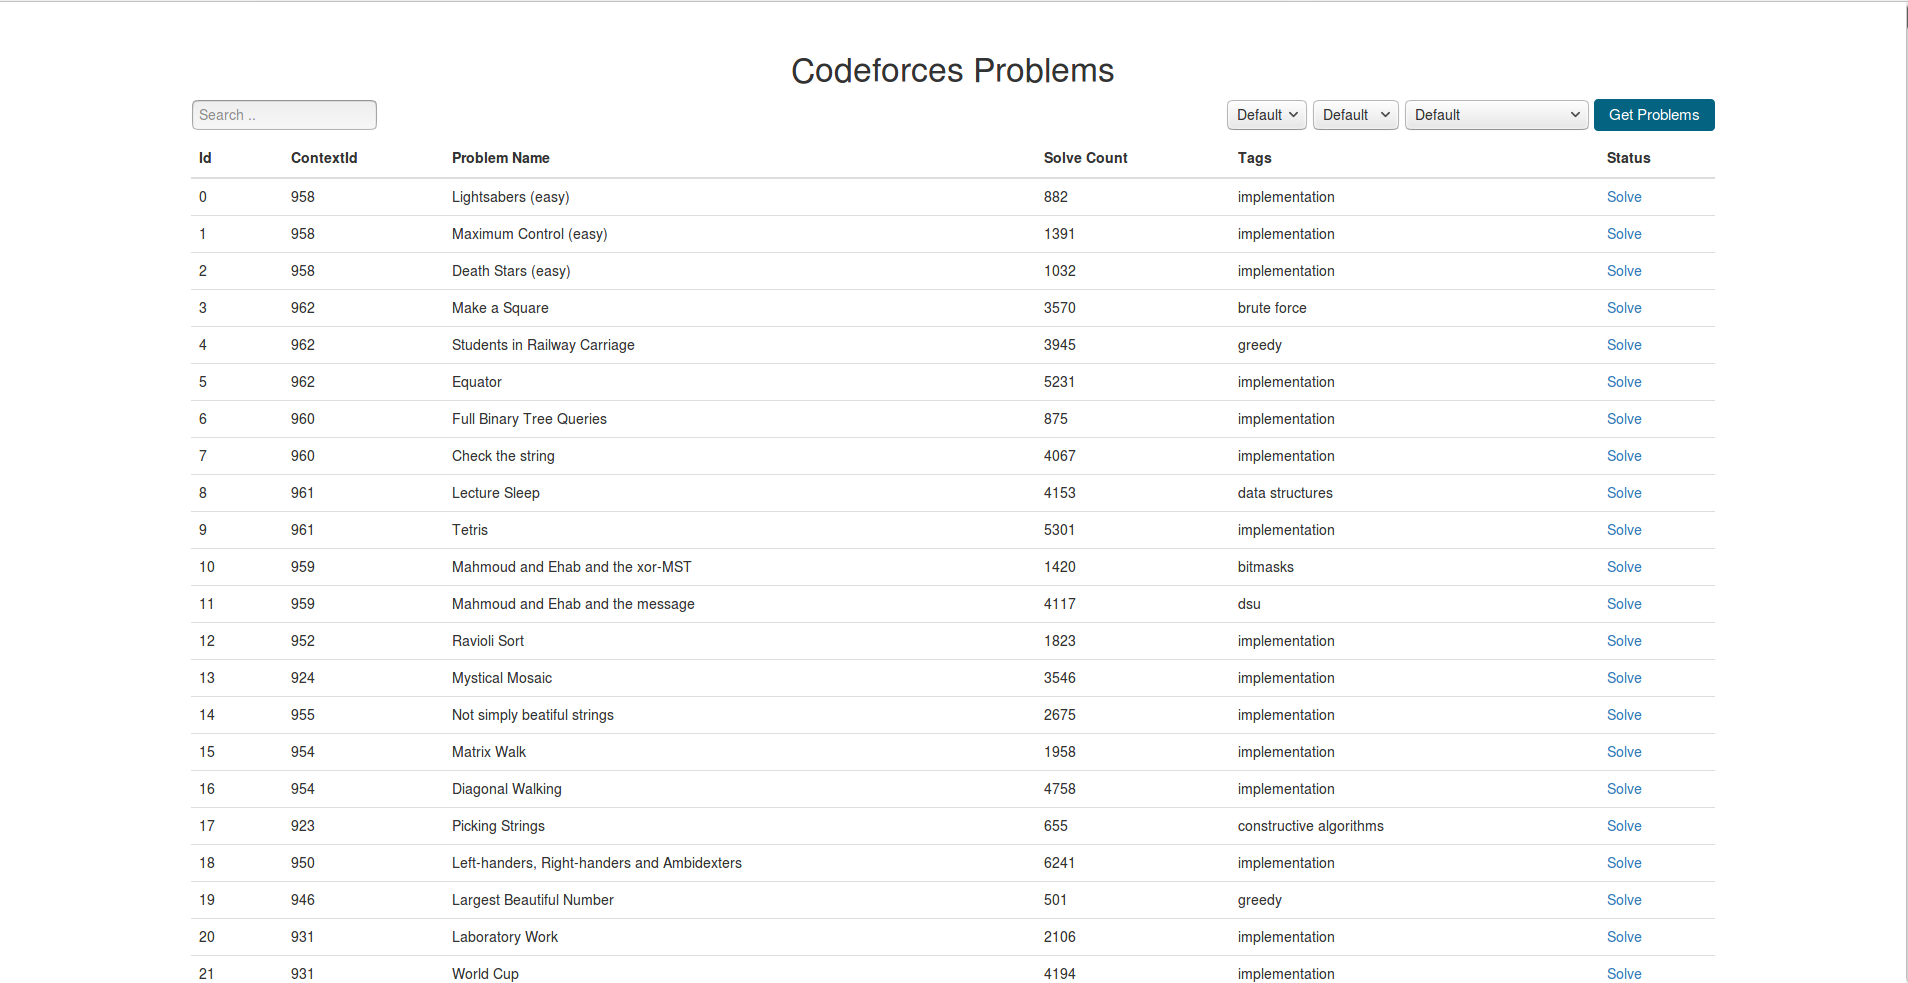 Codeforces Problems
Search ..
Default Default Default Get Problems
Id ContextId Problem Name Solve Count Tags Status
0 958 Lightsabers (easy) 882 implementation Solve
1 958 Maximum Control (easy) 1391 implementation Solve
2 958 Death Stars (easy) 1032 implementation Solve
3 962 Make a Square 3570 brute force Solve
4 962 Students in Railway Carriage 3945 greedy Solve
5 962 Equator 5231 implementation Solve
6 960 Full Binary Tree Queries 875 implementation Solve
7 960 Check the string 4067 implementation Solve
8 961 Lecture Sleep 4153 data structures Solve
9 961 Tetris 5301 implementation Solve
10 959 Mahmoud and Ehab and the xor-MST 1420 bitmasks Solve
11 959 Mahmoud and Ehab and the message 4117 dsu Solve
12 952 Ravioli Sort 1823 implementation Solve
13 924 Mystical Mosaic 3546 implementation Solve
14 955 Not simply beatiful strings 2675 implementation Solve
15 954 Matrix Walk 1958 implementation Solve
16 954 Diagonal Walking 4758 implementation Solve
17 923 Picking Strings 655 constructive algorithms Solve
18 950 Left-handers, Right-handers and Ambidexters 6241 implementation Solve
19 946 Largest Beautiful Number 501 greedy Solve
20 931 Laboratory Work 2106 implementation Solve
21 931 World Cup 4194 implementation Solve